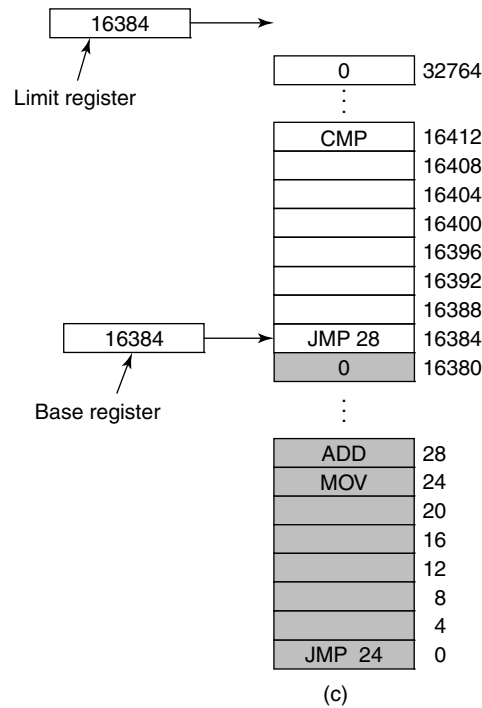 16384
Limit register
0 32764
⋮
CMP 16412
16408
16404
16400
16396
16392
16388
16384 JMP 28 16384
0 16380
Base register
⋮
ADD 28
MOV 24
20
16
12
8
4
JMP 24 0
(c)